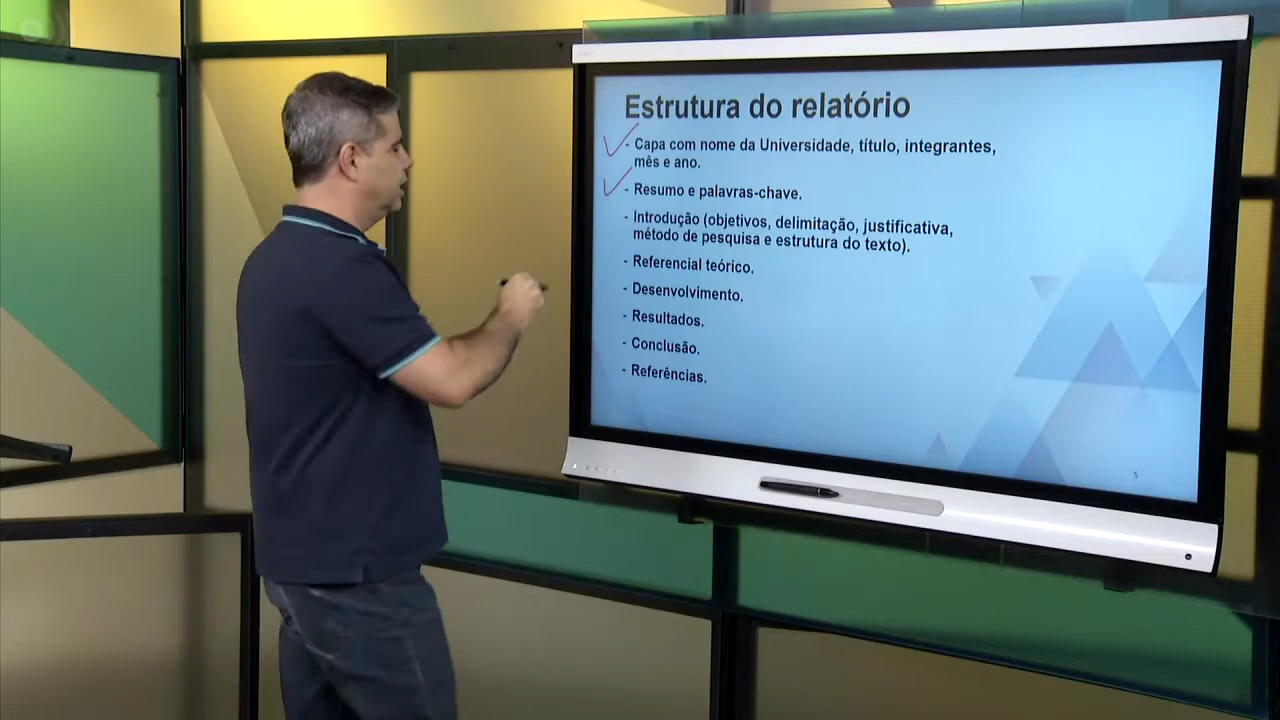 Estrutura do relatório
- Capa com nome da Universidade, título, integrantes,
mês e ano.
- Resumo e palavras-chave.
- Introdução (objetivos, delimitação, justificativa,
método de pesquisa e estrutura do texto).
- Referencial teórico.
- Desenvolvimento.
- Resultados.
- Conclusão.
- Referências.
5